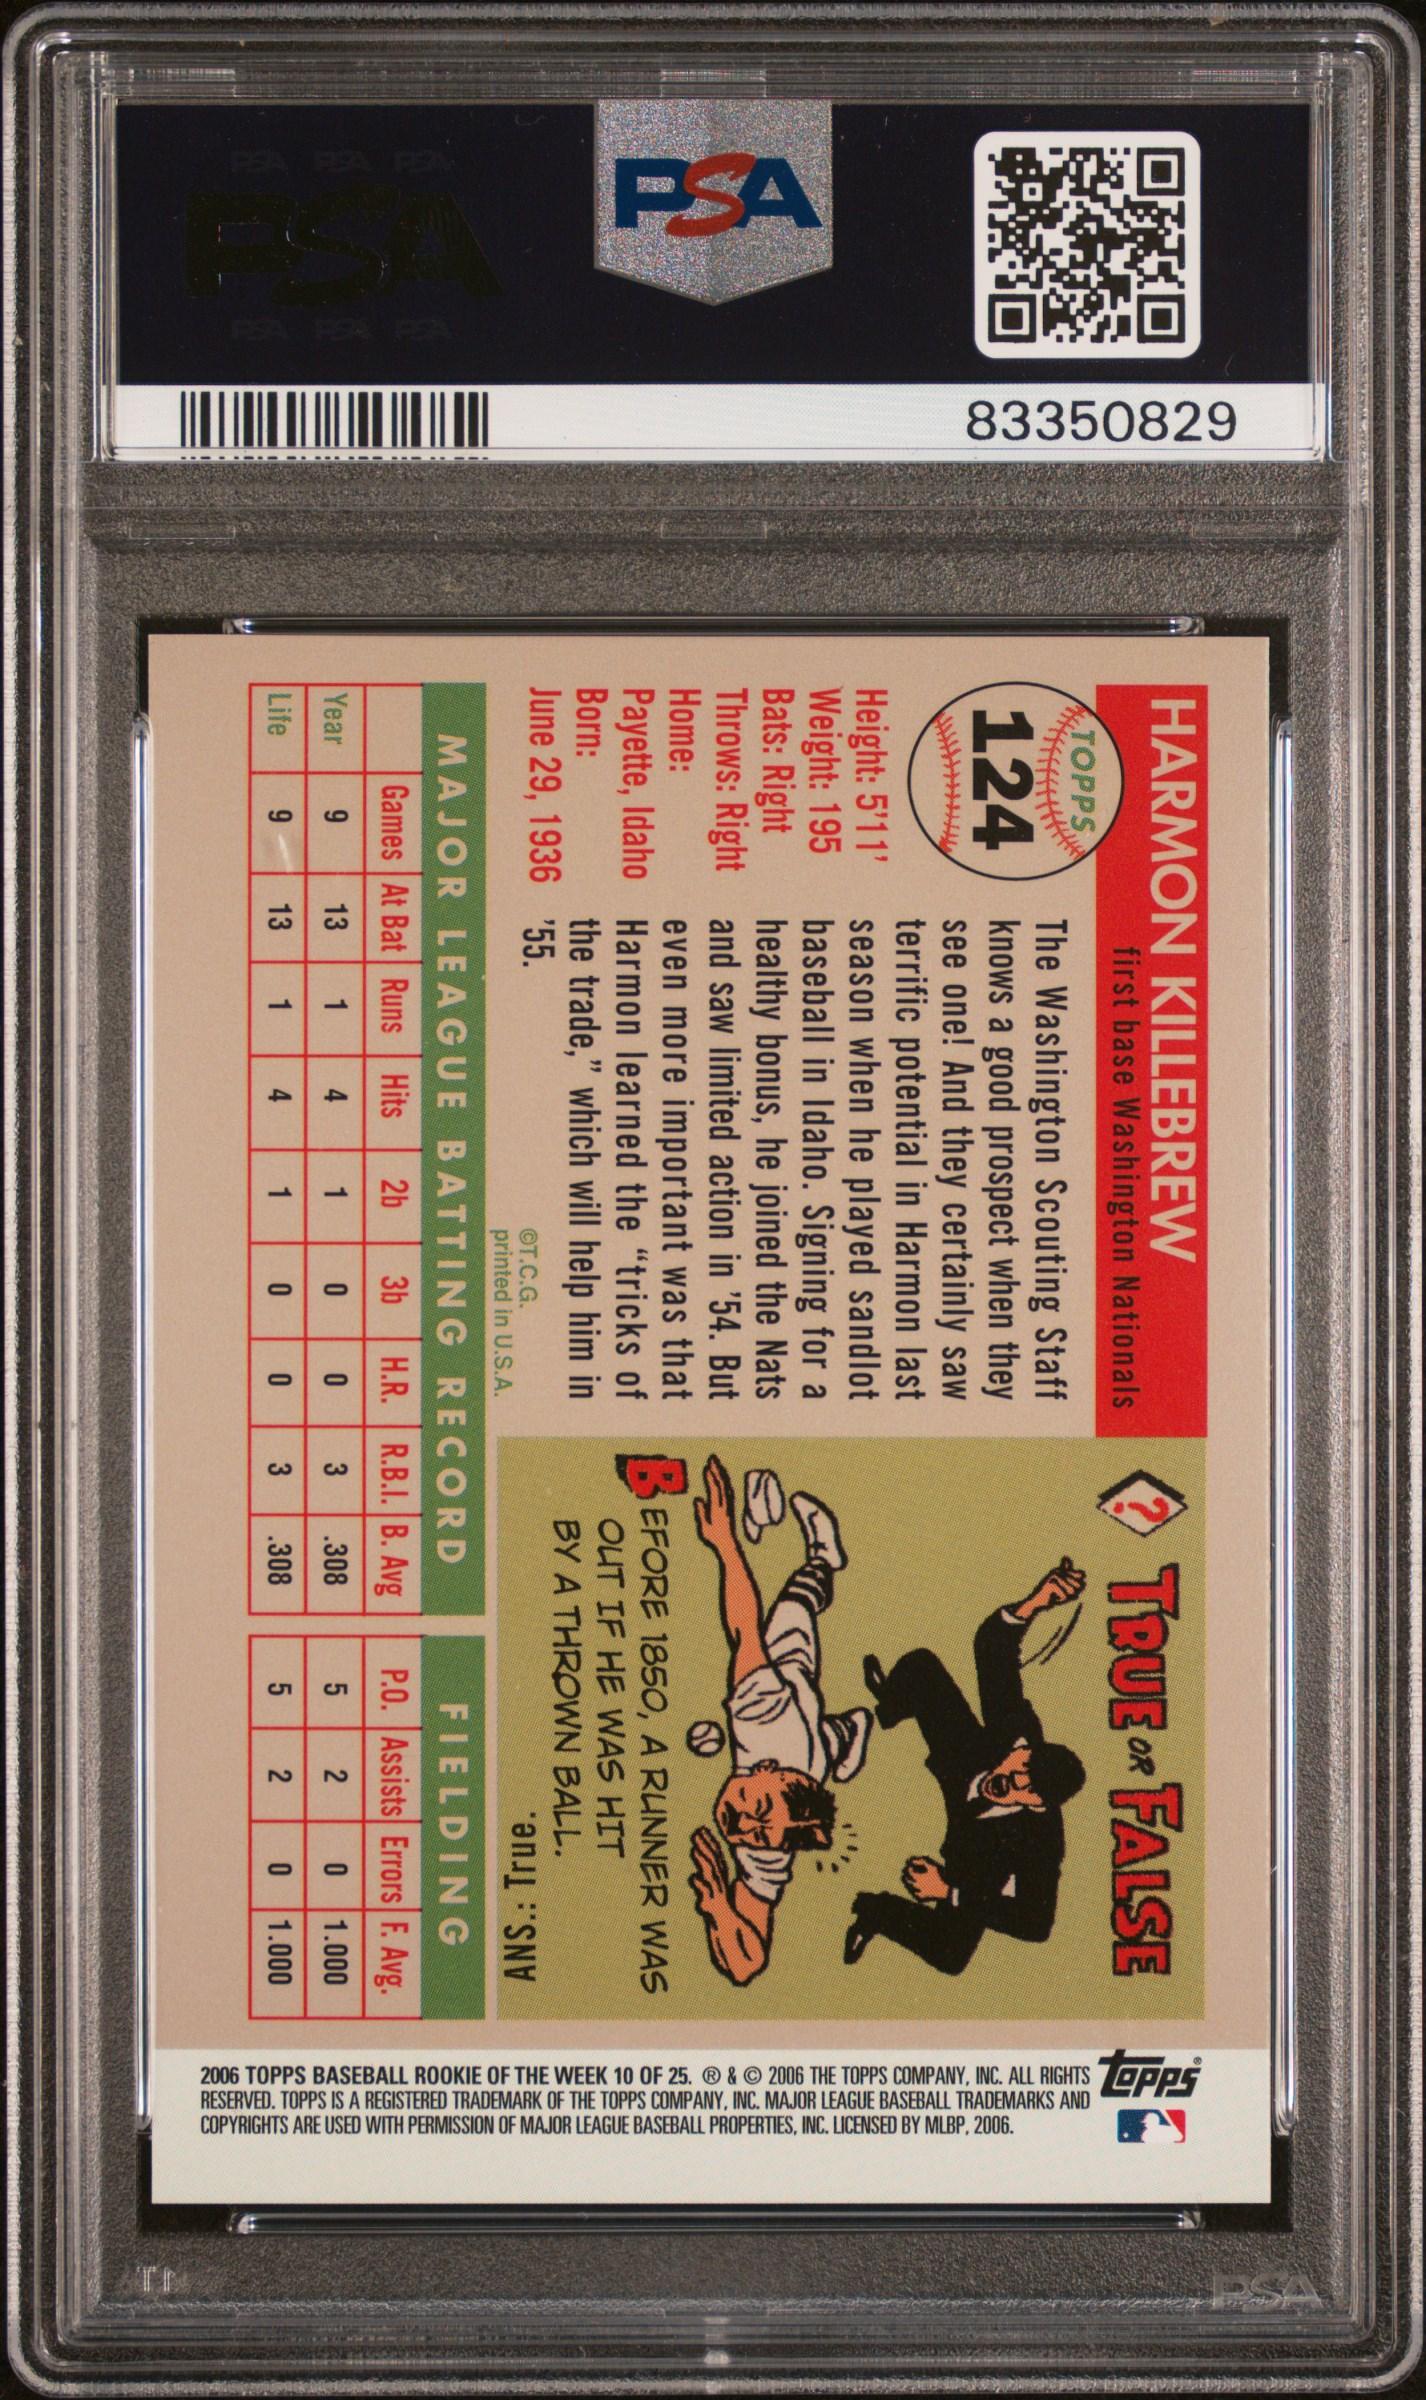 PSA PSA PSA
PSA
PSA PSA PSA
PSA
83350829
HARMON KILLEBREW
first base Washington Nationals
TOPPS
124
Height: 5'11'
Weight: 195
Bats: Right
Throws: Right
Home:
Payette, Idaho
Born:
June 29, 1936
The Washington Scouting Staff
knows a good prospect when they
see one! And they certainly saw
terrific potential in Harmon last
season when he played sandlot
baseball in Idaho. Signing for a
healthy bonus, he joined the Nats
and saw limited action in '54. But
even more important was that
Harmon learned the "tricks of
the trade," which will help him in
'55.
©T.C.G.
printed in U.S.A.
? TRUE OR FALSE
BEFORE 1850, A RUNNER WAS
OUT IF HE WAS HIT
BY A THROWN BALL.
ANS.: True.
MAJOR LEAGUE BATTING RECORD
Games At Bat Runs Hits 2b 3b H.R. R.B.I. B. Avg
Year 9 13 1 4 1 0 0 3 .308
Life 9 13 1 4 1 0 0 3 .308
FIELDING
P.O. Assists Errors F. Avg.
5 2 0 1.000
5 2 0 1.000
2006 TOPPS BASEBALL ROOKIE OF THE WEEK 10 OF 25. ® & © 2006 THE TOPPS COMPANY, INC. ALL RIGHTS
RESERVED. TOPPS IS A REGISTERED TRADEMARK OF THE TOPPS COMPANY, INC. MAJOR LEAGUE BASEBALL TRADEMARKS AND
COPYRIGHTS ARE USED WITH PERMISSION OF MAJOR LEAGUE BASEBALL PROPERTIES, INC. LICENSED BY MLBP, 2006.
Topps®
PSA